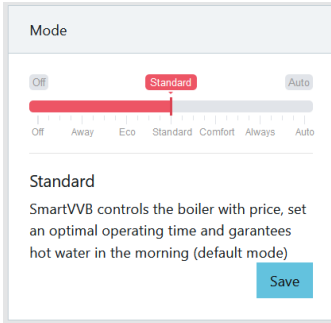 Mode
Off Standard Auto
Off Away Eco Standard Comfort Always Auto
Standard
SmartVVB controls the boiler with price, set
an optimal operating time and garantees
hot water in the morning (default mode)
Save